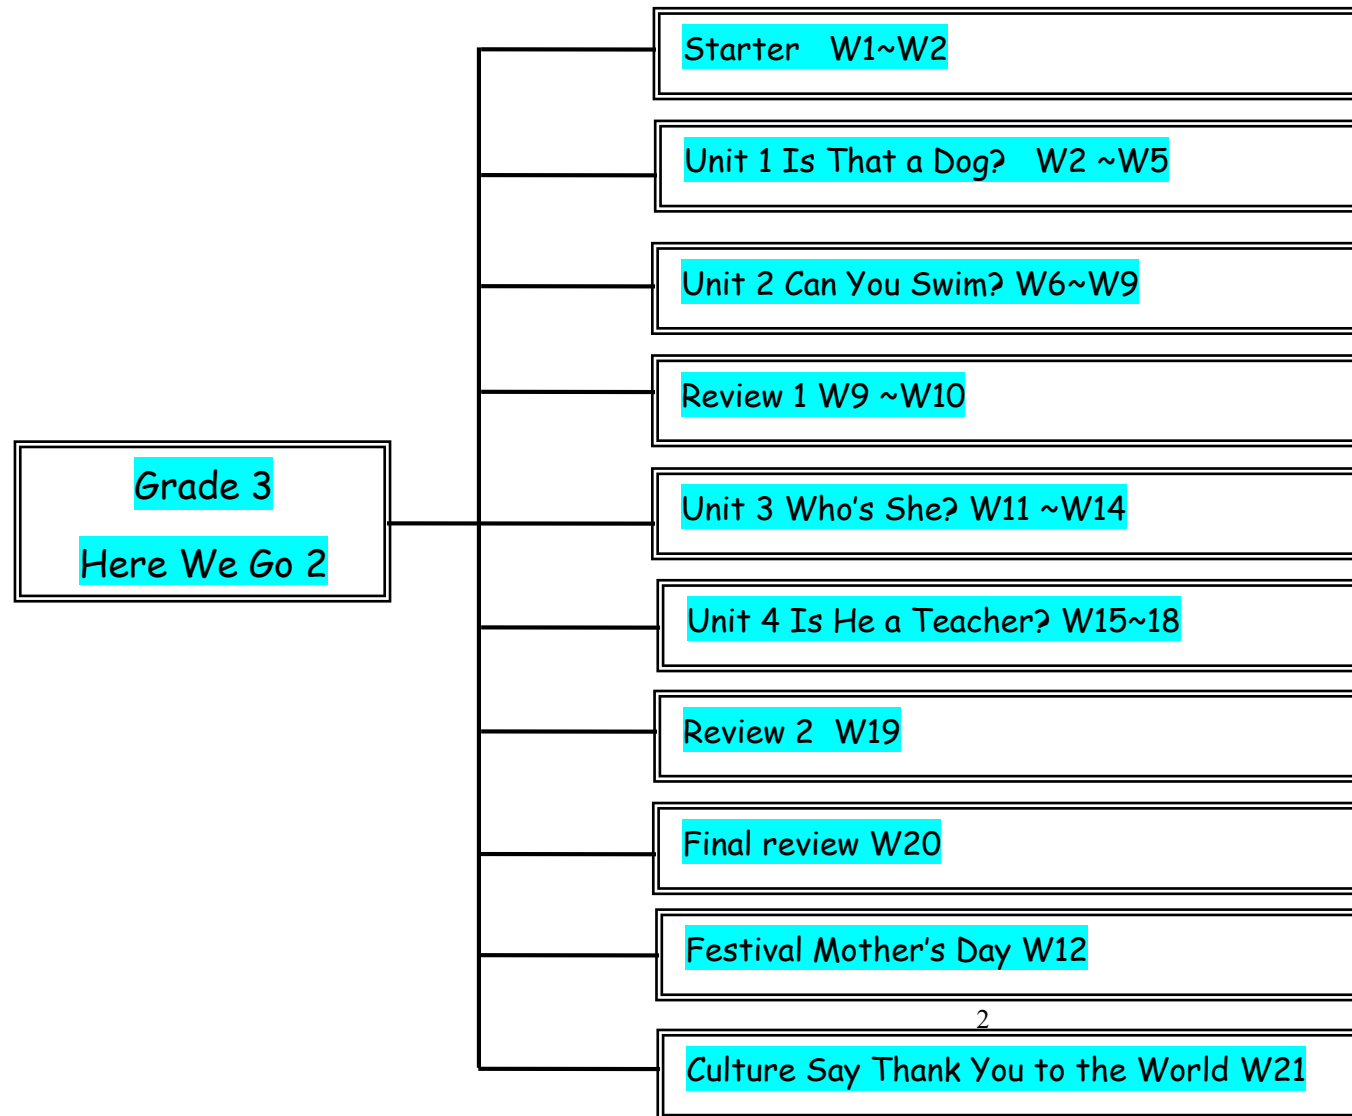 Starter W1~W2
Unit 1 Is That a Dog? W2 ~W5
Unit 2 Can You Swim? W6~W9
Review 1 W9 ~W10
Grade 3
Here We Go 2
Unit 3 Who's She? W11 ~W14
Unit 4 Is He a Teacher? W15~18
Review 2 W19
Final review W20
Festival Mother's Day W12
2
Culture Say Thank You to the World W21